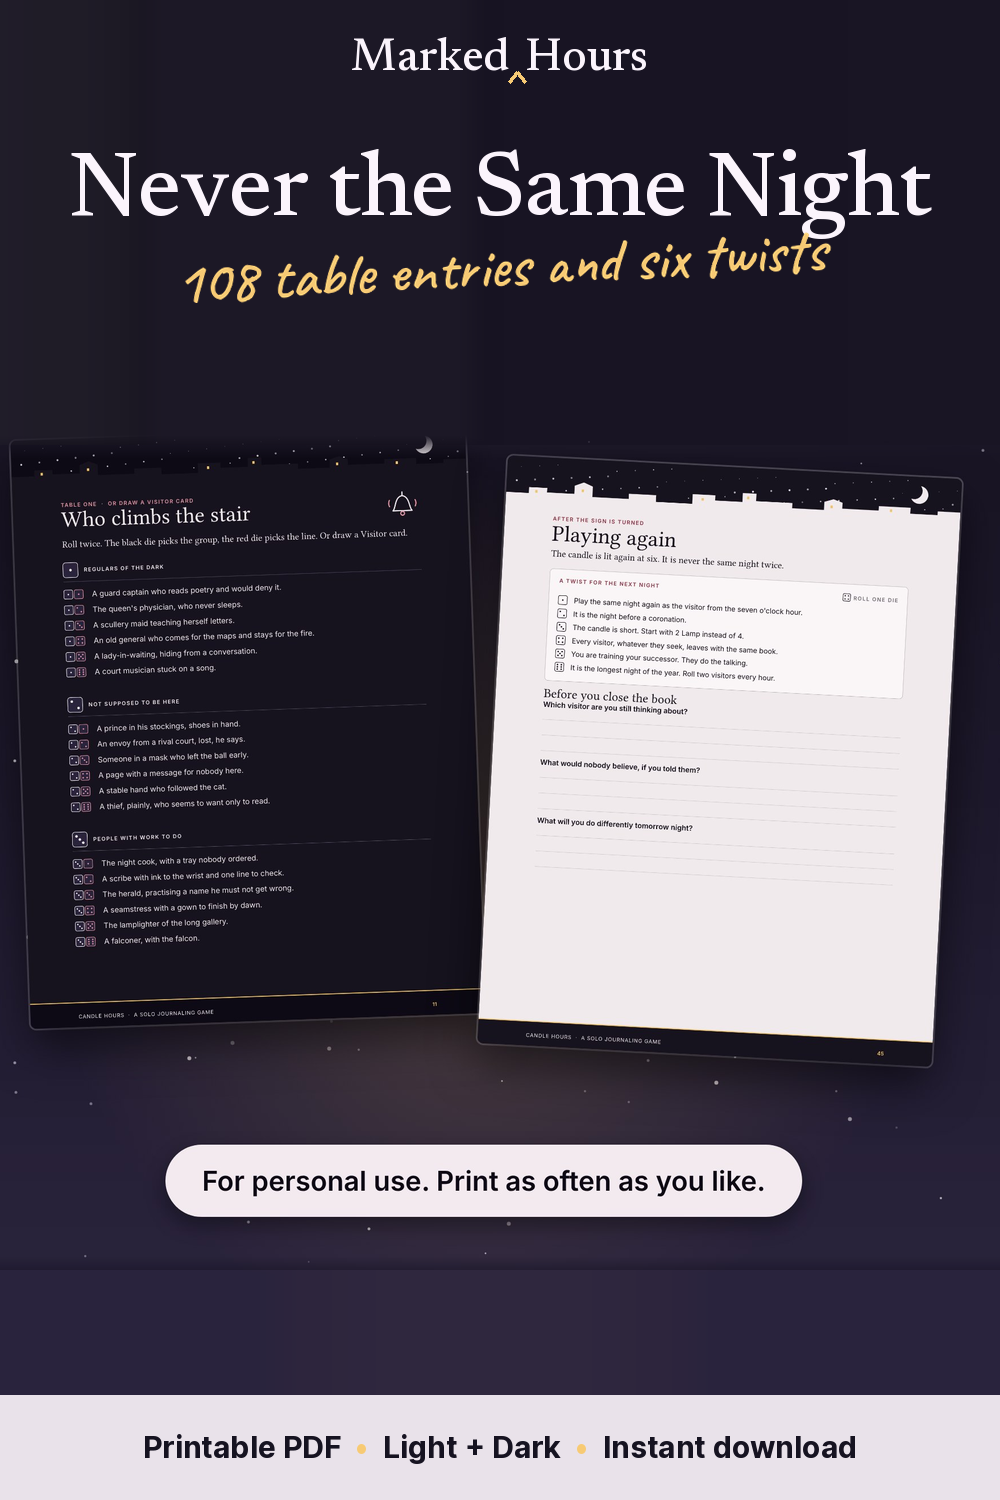 Marked Hours
Never the Same Night
108 table entries and six twists
TABLE ONE · OR DRAW A VISITOR CARD
Who climbs the stair
Roll twice. The black die picks the group, the red die picks the line. Or draw a Visitor card.
REGULARS OF THE DARK
A guard captain who reads poetry and would deny it.
The queen's physician, who never sleeps.
A scullery maid teaching herself letters.
An old general who comes for the maps and stays for the fire.
A lady-in-waiting, hiding from a conversation.
A court musician stuck on a song.
NOT SUPPOSED TO BE HERE
A prince in his stockings, shoes in hand.
An envoy from a rival court, lost, he says.
Someone in a mask who left the ball early.
A page with a message for nobody here.
A stable hand who followed the cat.
A thief, plainly, who seems to want only to read.
PEOPLE WITH WORK TO DO
The night cook, with a tray nobody ordered.
A scribe with ink to the wrist and one line to check.
The herald, practising a name he must not get wrong.
A seamstress with a gown to finish by dawn.
The lamplighter of the long gallery.
A falconer, with the falcon.
CANDLE HOURS · A SOLO JOURNALING GAME
11
AFTER THE SIGN IS TURNED
Playing again
The candle is lit again at six. It is never the same night twice.
A TWIST FOR THE NEXT NIGHT
ROLL ONE DIE
Play the same night again as the visitor from the seven o'clock hour.
It is the night before a coronation.
The candle is short. Start with 2 Lamp instead of 4.
Every visitor, whatever they seek, leaves with the same book.
You are training your successor. They do the talking.
It is the longest night of the year. Roll two visitors every hour.
Before you close the book
Which visitor are you still thinking about?
What would nobody believe, if you told them?
What will you do differently tomorrow night?
CANDLE HOURS · A SOLO JOURNALING GAME
45
For personal use. Print as often as you like.
Printable PDF • Light + Dark • Instant download